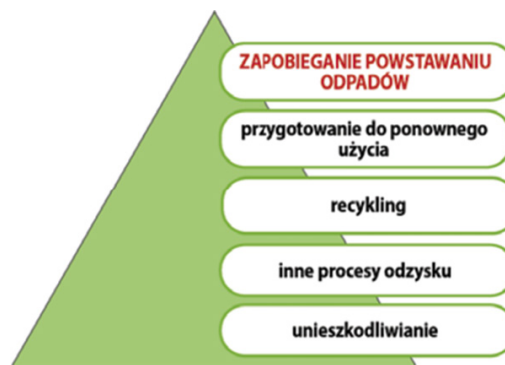 ZAPOBIEGANIE POWSTAWANIU
ODPADÓW
przygotowanie do ponownego
użycia
recykling
inne procesy odzysku
unieszkodliwianie